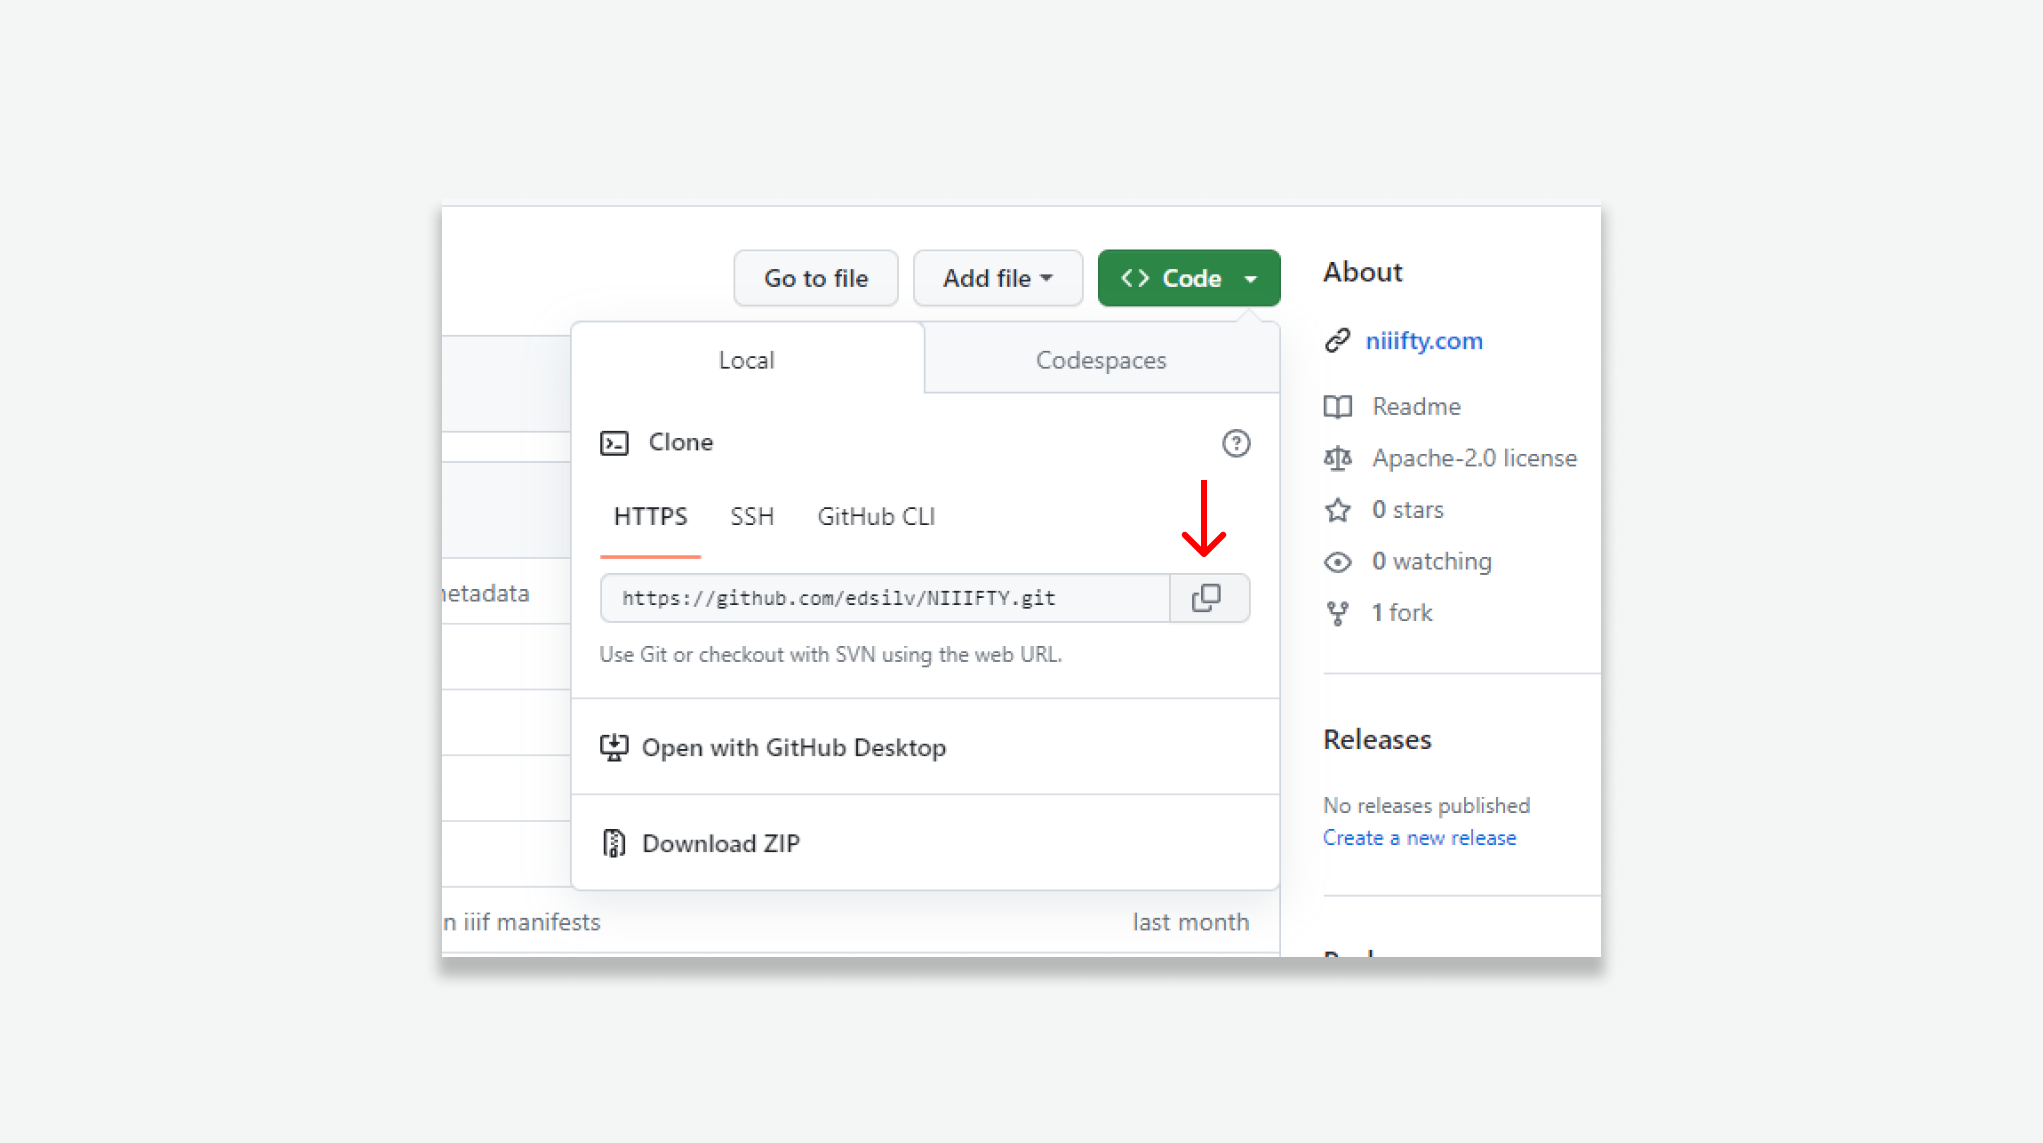 Go to file
Add file
<> Code
Local
Codespaces
Clone
HTTPS
SSH
GitHub CLI
https://github.com/edsilv/NIIIFTY.git
Use Git or checkout with SVN using the web URL.
Open with GitHub Desktop
Download ZIP
n iiif manifests
last month
About
niiifty.com
Readme
Apache-2.0 license
0 stars
0 watching
1 fork
Releases
No releases published
Create a new release